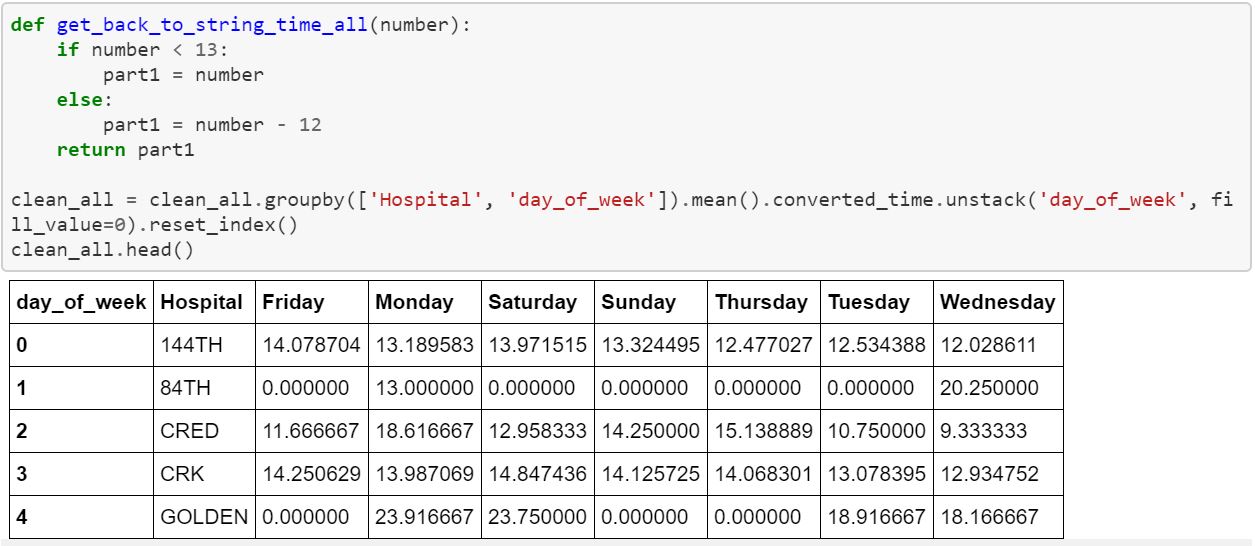 def get_back_to_string_time_all(number):
    if number < 13:
        part1 = number
    else:
        part1 = number - 12
    return part1

clean_all = clean_all.groupby(['Hospital', 'day_of_week']).mean().converted_time.unstack('day_of_week', fi
ll_value=0).reset_index()
clean_all.head()
day_of_week Hospital Friday Monday Saturday Sunday Thursday Tuesday Wednesday
0 144TH 14.078704 13.189583 13.971515 13.324495 12.477027 12.534388 12.028611
1 84TH 0.000000 13.000000 0.000000 0.000000 0.000000 0.000000 20.250000
2 CRED 11.666667 18.616667 12.958333 14.250000 15.138889 10.750000 9.333333
3 CRK 14.250629 13.987069 14.847436 14.125725 14.068301 13.078395 12.934752
4 GOLDEN 0.000000 23.916667 23.750000 0.000000 0.000000 18.916667 18.166667